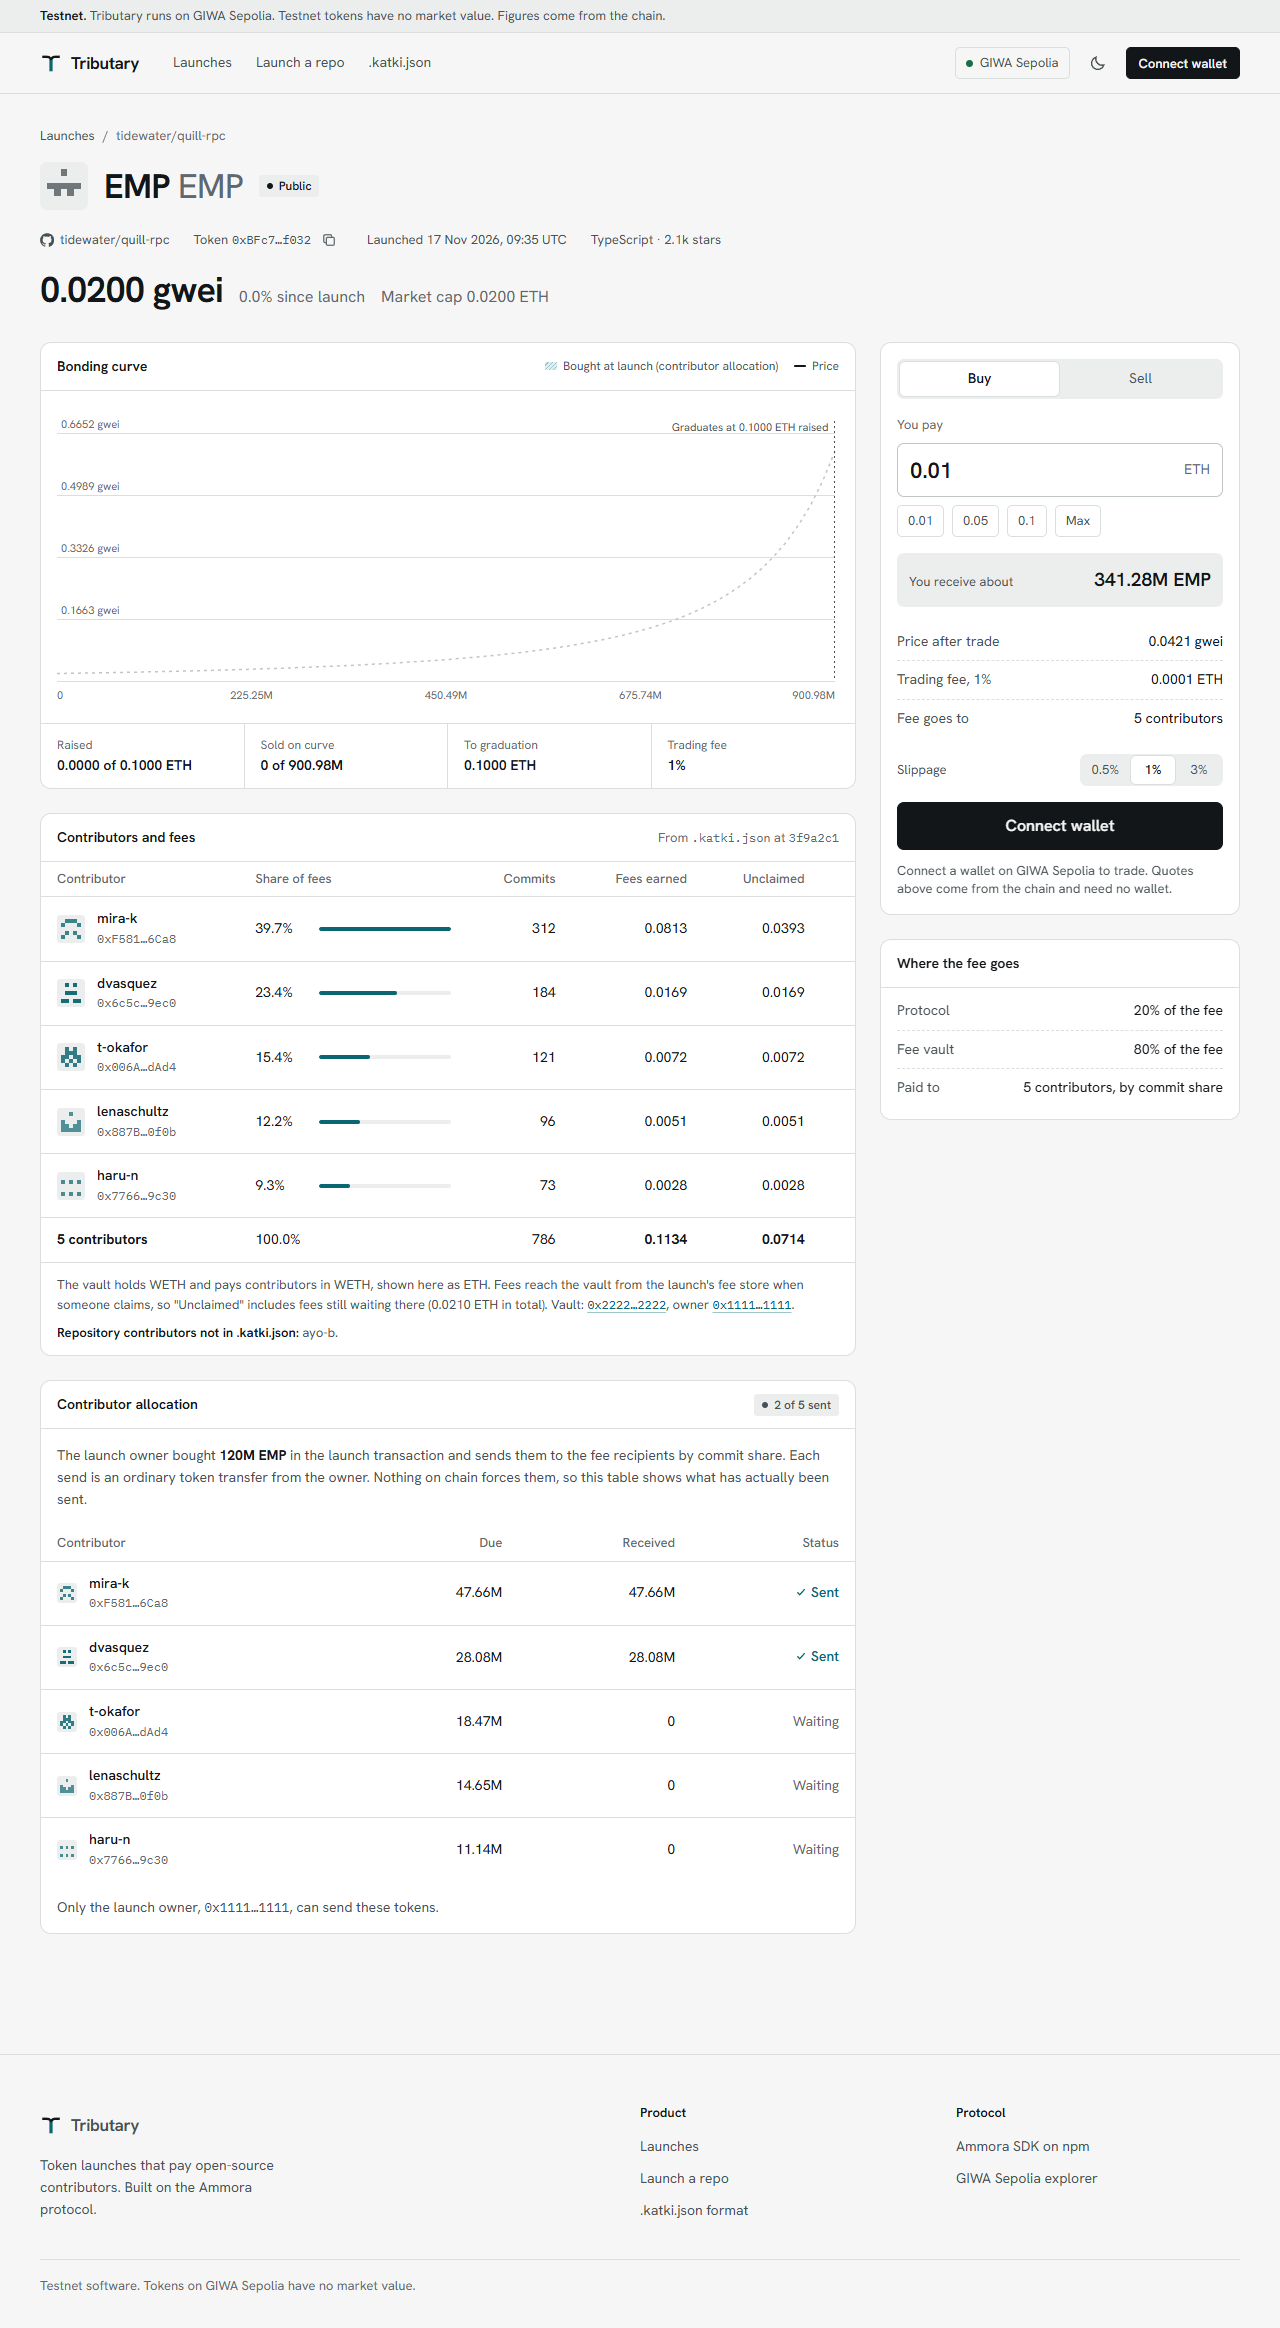 Testnet. Tributary runs on GIWA Sepolia. Testnet tokens have no market value. Figures come from the chain.
Tributary
Launches
Launch a repo
.katki.json
GIWA Sepolia
Connect wallet
Launches / tidewater/quill-rpc
EMP EMP
Public
tidewater/quill-rpc
Token 0xBFc7…f032
Launched 17 Nov 2026, 09:35 UTC
TypeScript · 2.1k stars
0.0200 gwei
0.0% since launch
Market cap 0.0200 ETH
Bonding curve
Bought at launch (contributor allocation)
Price
0.6652 gwei
Graduates at 0.1000 ETH raised
0.4989 gwei
0.3326 gwei
0.1663 gwei
0
225.25M
450.49M
675.74M
900.98M
Raised
0.0000 of 0.1000 ETH
Sold on curve
0 of 900.98M
To graduation
0.1000 ETH
Trading fee
1%
Buy
Sell
You pay
0.01
ETH
0.01
0.05
0.1
Max
You receive about
341.28M EMP
Price after trade
0.0421 gwei
Trading fee, 1%
0.0001 ETH
Fee goes to
5 contributors
Slippage
0.5%
1%
3%
Connect wallet
Connect a wallet on GIWA Sepolia to trade. Quotes
above come from the chain and need no wallet.
Where the fee goes
Protocol
20% of the fee
Fee vault
80% of the fee
Paid to
5 contributors, by commit share
Contributors and fees
From .katki.json at 3f9a2c1
Contributor
Share of fees
Commits
Fees earned
Unclaimed
mira-k
0xF581…6Ca8
39.7%
312
0.0813
0.0393
dvasquez
0x6c5c…9ec0
23.4%
184
0.0169
0.0169
t-okafor
0x006A…dAd4
15.4%
121
0.0072
0.0072
lenaschultz
0x887B…0f0b
12.2%
96
0.0051
0.0051
haru-n
0x7766…9c30
9.3%
73
0.0028
0.0028
5 contributors
100.0%
786
0.1134
0.0714
The vault holds WETH and pays contributors in WETH, shown here as ETH. Fees reach the vault from the launch's fee store when
someone claims, so "Unclaimed" includes fees still waiting there (0.0210 ETH in total). Vault: 0x2222…2222, owner 0x1111…1111.
Repository contributors not in .katki.json: ayo-b.
Contributor allocation
2 of 5 sent
The launch owner bought 120M EMP in the launch transaction and sends them to the fee recipients by commit share. Each
send is an ordinary token transfer from the owner. Nothing on chain forces them, so this table shows what has actually been
sent.
Contributor
Due
Received
Status
mira-k
0xF581…6Ca8
47.66M
47.66M
Sent
dvasquez
0x6c5c…9ec0
28.08M
28.08M
Sent
t-okafor
0x006A…dAd4
18.47M
0
Waiting
lenaschultz
0x887B…0f0b
14.65M
0
Waiting
haru-n
0x7766…9c30
11.14M
0
Waiting
Only the launch owner, 0x1111…1111, can send these tokens.
Tributary
Token launches that pay open-source
contributors. Built on the Ammora
protocol.
Product
Launches
Launch a repo
.katki.json format
Protocol
Ammora SDK on npm
GIWA Sepolia explorer
Testnet software. Tokens on GIWA Sepolia have no market value.